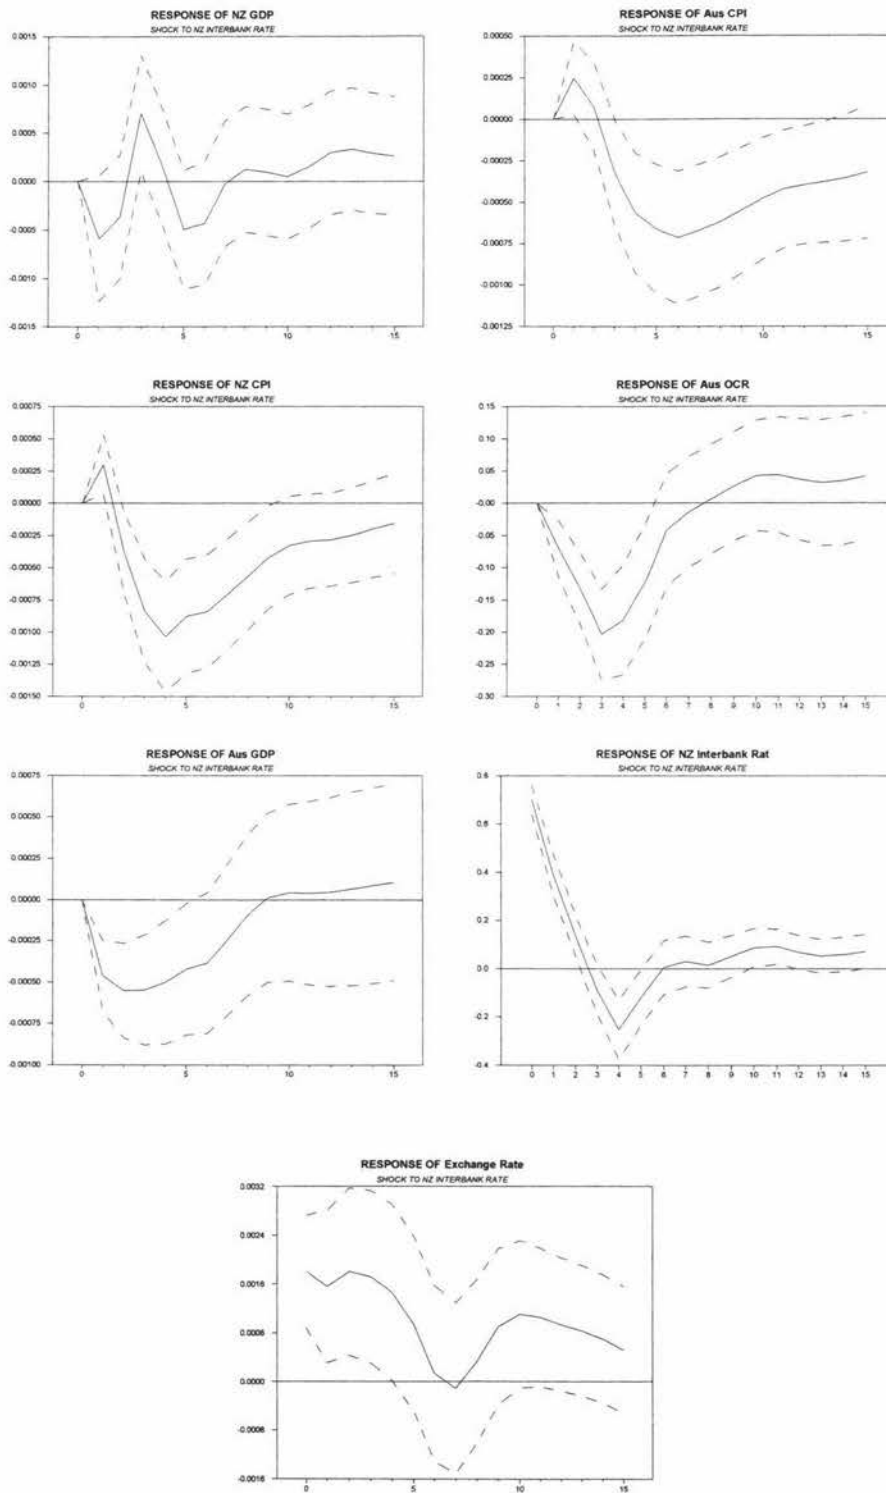 RESPONSE OF NZ GDP
SHOCK TO NZ INTERBANK RATE
0.0015
0.0010
0.0005
0.0000
-0.0005
-0.0010
-0.0015
0 5 10 15
RESPONSE OF Aus CPI
SHOCK TO NZ INTERBANK RATE
0.00050
0.00025
0.00000
-0.00025
-0.00050
-0.00075
-0.00100
-0.00125
0 5 10 15
RESPONSE OF NZ CPI
SHOCK TO NZ INTERBANK RATE
0.00075
0.00050
0.00025
0.00000
-0.00025
-0.00050
-0.00075
-0.00100
-0.00125
-0.00150
0 5 10 15
RESPONSE OF Aus OCR
SHOCK TO NZ INTERBANK RATE
0.15
0.10
0.05
-0.00
-0.05
-0.10
-0.15
-0.20
-0.25
-0.30
0 1 2 3 4 5 6 7 8 9 10 11 12 13 14 15
RESPONSE OF Aus GDP
SHOCK TO NZ INTERBANK RATE
0.00075
0.00050
0.00025
0.00000
-0.00025
-0.00050
-0.00075
-0.00100
0 5 10 15
RESPONSE OF NZ Interbank Rat
SHOCK TO NZ INTERBANK RATE
0.6
0.6
0.4
0.2
0.0
-0.2
-0.4
0 1 2 3 4 5 6 7 8 9 10 11 12 13 14 15
RESPONSE OF Exchange Rate
SHOCK TO NZ INTERBANK RATE
0.0032
0.0024
0.0016
0.0008
0.0000
-0.0008
-0.0016
0 5 10 15